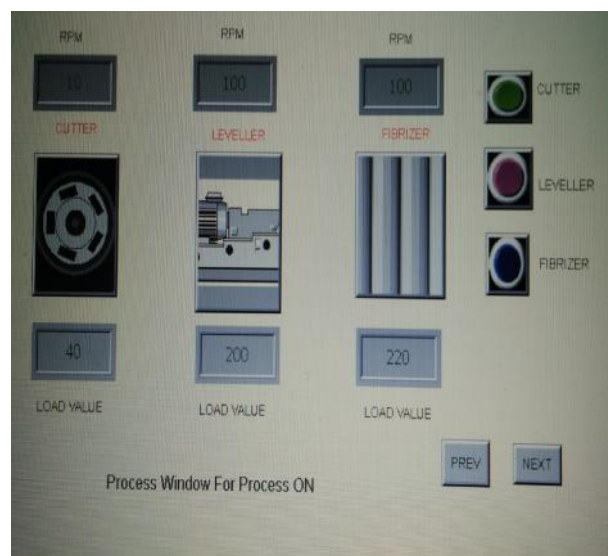 RPM RPM RPM
10 100 100
CUTTER LEVELLER FIBRIZER
CUTTER
LEVELLER
FIBRIZER
40 200 220
LOAD VALUE LOAD VALUE LOAD VALUE
PREV NEXT
Process Window For Process ON